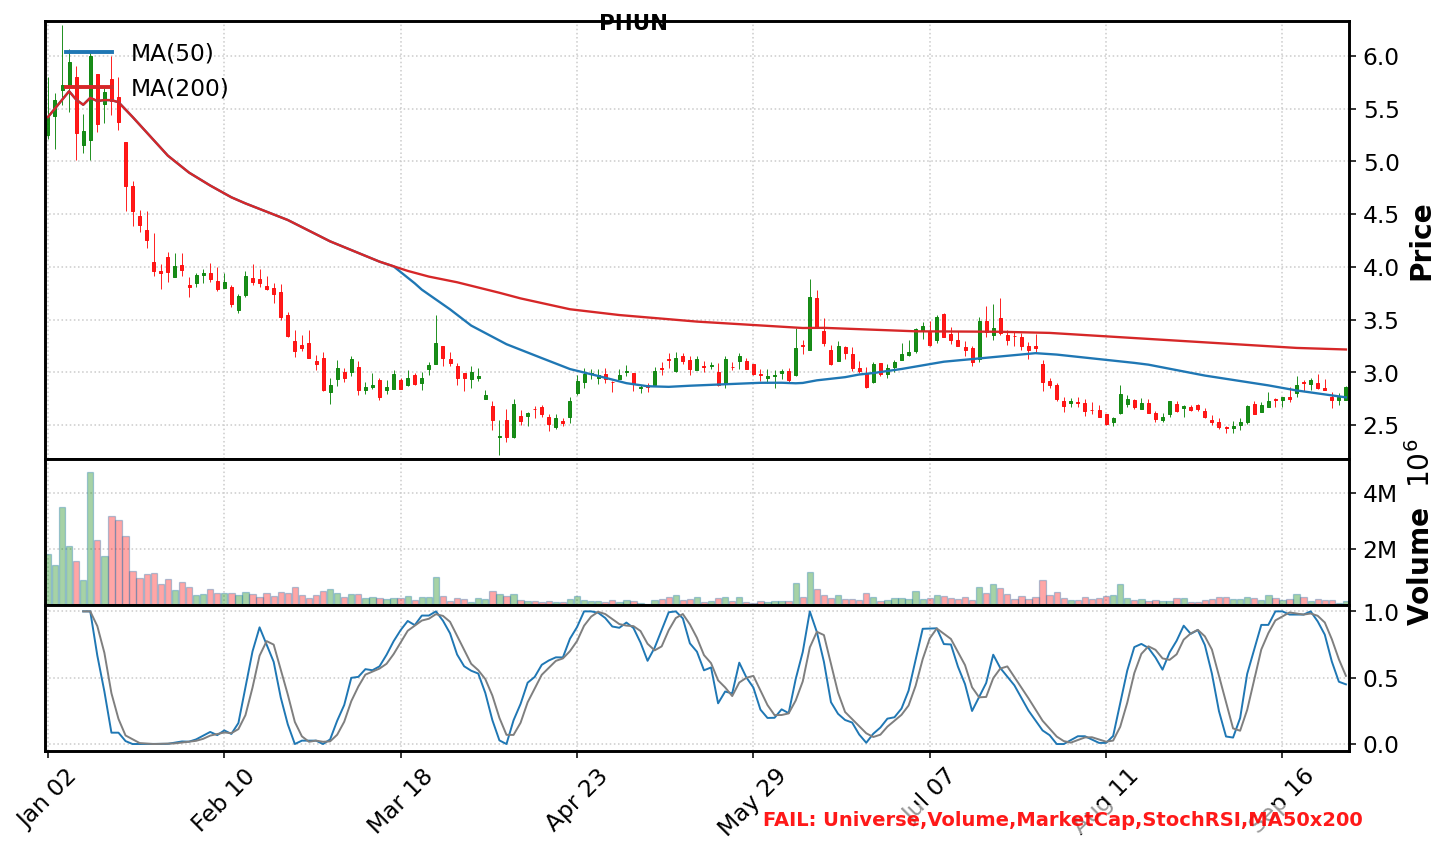 PHUN
MA(50)
MA(200)
6.0
5.5
5.0
4.5
4.0
3.5
3.0
2.5
Price
4M
2M
Volume 10⁶
1.0
0.5
0.0
Jan 02
Feb 10
Mar 18
Apr 23
May 29
Jul 07
Aug 11
Sep 16
FAIL: Universe,Volume,MarketCap,StochRSI,MA50x200